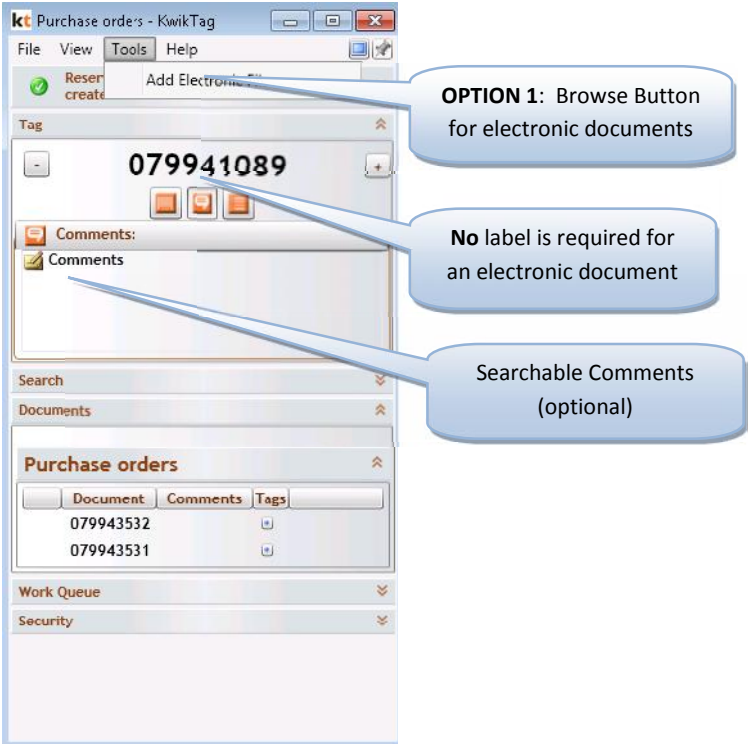 kt Purchase orders - KwikTag
File View Tools Help
Add Electronic
Reser
create
OPTION 1: Browse Button
for electronic documents
Tag
- 079941089 +
No label is required for
an electronic document
Comments:
Comments
Searchable Comments
(optional)
Search
Documents
Purchase orders
Document Comments Tags
079943532
079943531
Work Queue
Security